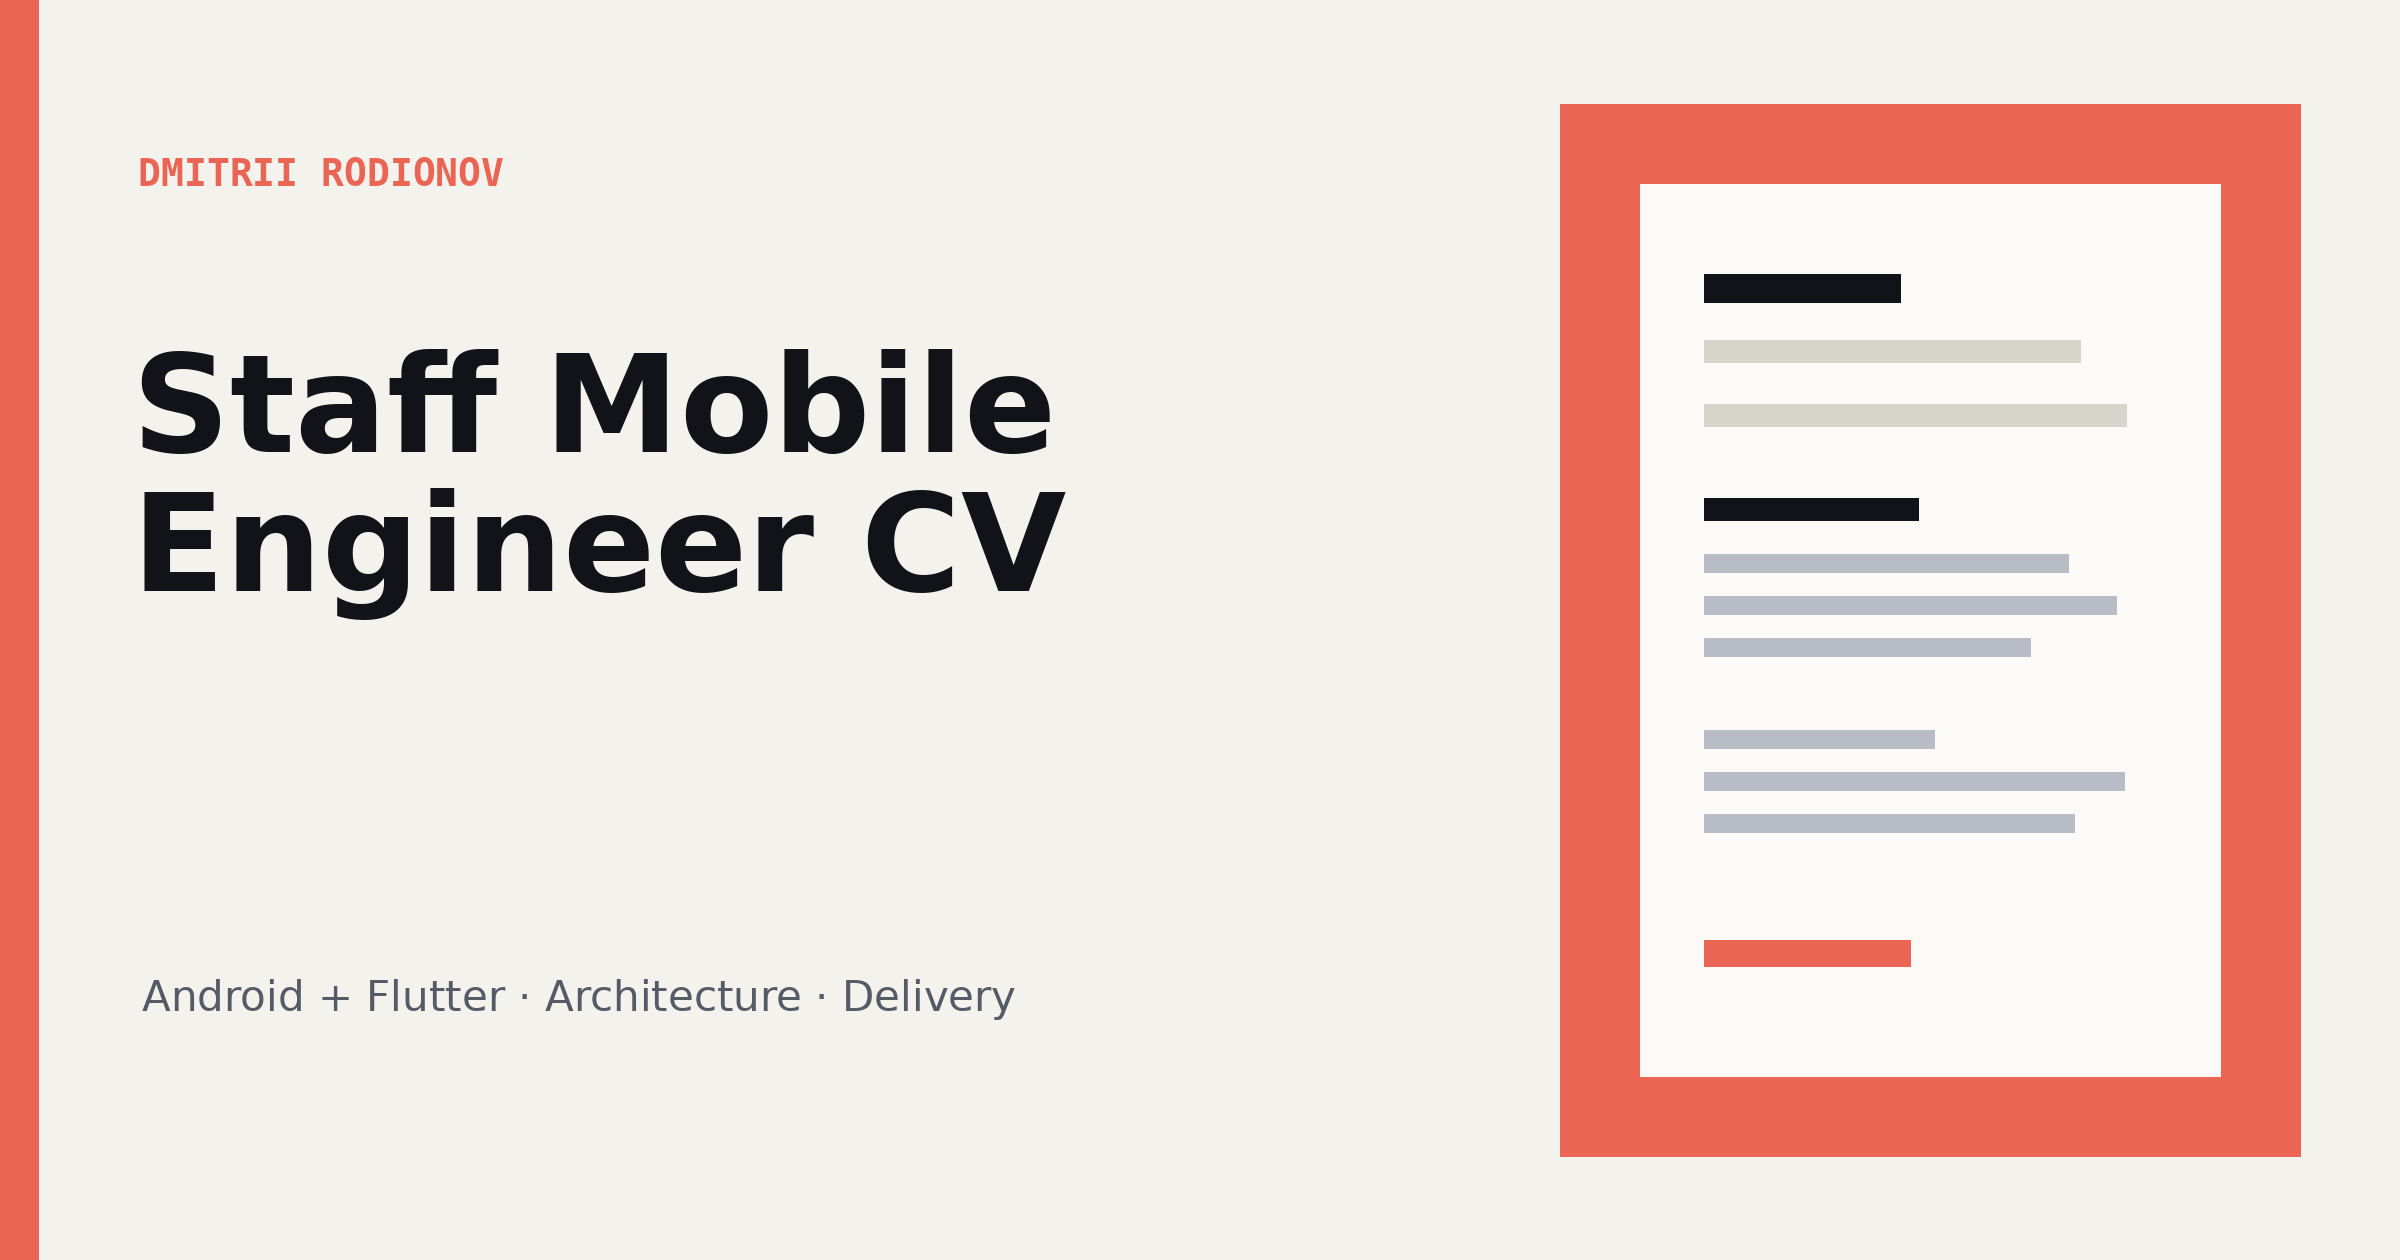 DMITRII RODIONOV
Staff Mobile
Engineer CV
Android + Flutter · Architecture · Delivery